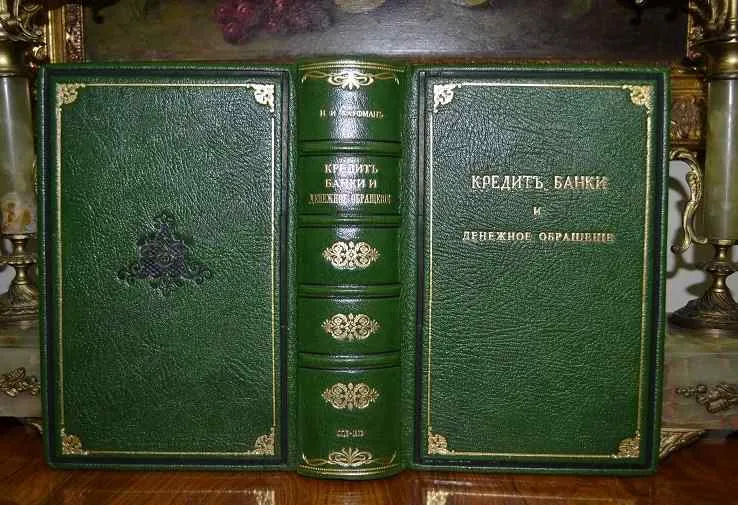 И. И. КАУФМАНЪ
КРЕДИТЪ
БАНКИ И
ДЕНЕЖНОЕ ОБРАЩЕНІЕ
КРЕДИТЪ БАНКИ
И
ДЕНЕЖНОЕ ОБРАЩЕНІЕ